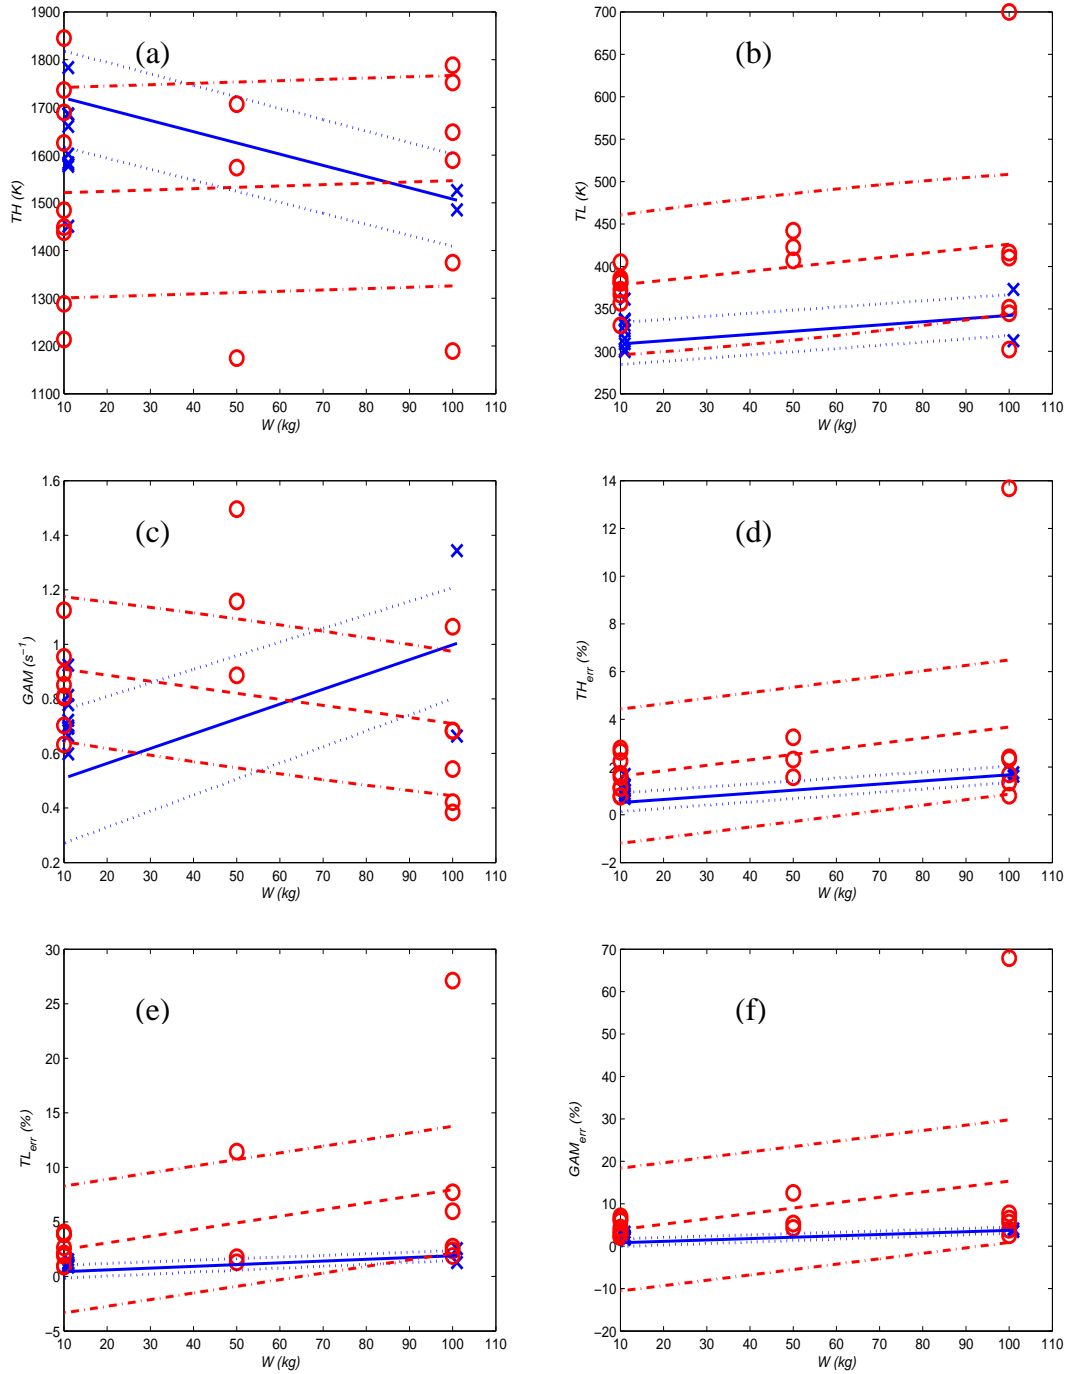 (a)
1900
1800
1700
1600
1500
1400
1300
1200
1100
TH (K)
10 20 30 40 50 60 70 80 90 100 110
W (kg)
(b)
700
650
600
550
500
450
400
350
300
250
TL (K)
10 20 30 40 50 60 70 80 90 100 110
W (kg)
(c)
1.6
1.4
1.2
1
0.8
0.6
0.4
0.2
GAM (s⁻¹)
10 20 30 40 50 60 70 80 90 100 110
W (kg)
(d)
14
12
10
8
6
4
2
0
−2
TH_err (%)
10 20 30 40 50 60 70 80 90 100 110
W (kg)
(e)
30
25
20
15
10
5
0
−5
TL_err (%)
10 20 30 40 50 60 70 80 90 100 110
W (kg)
(f)
70
60
50
40
30
20
10
0
−10
−20
GAM_err (%)
10 20 30 40 50 60 70 80 90 100 110
W (kg)